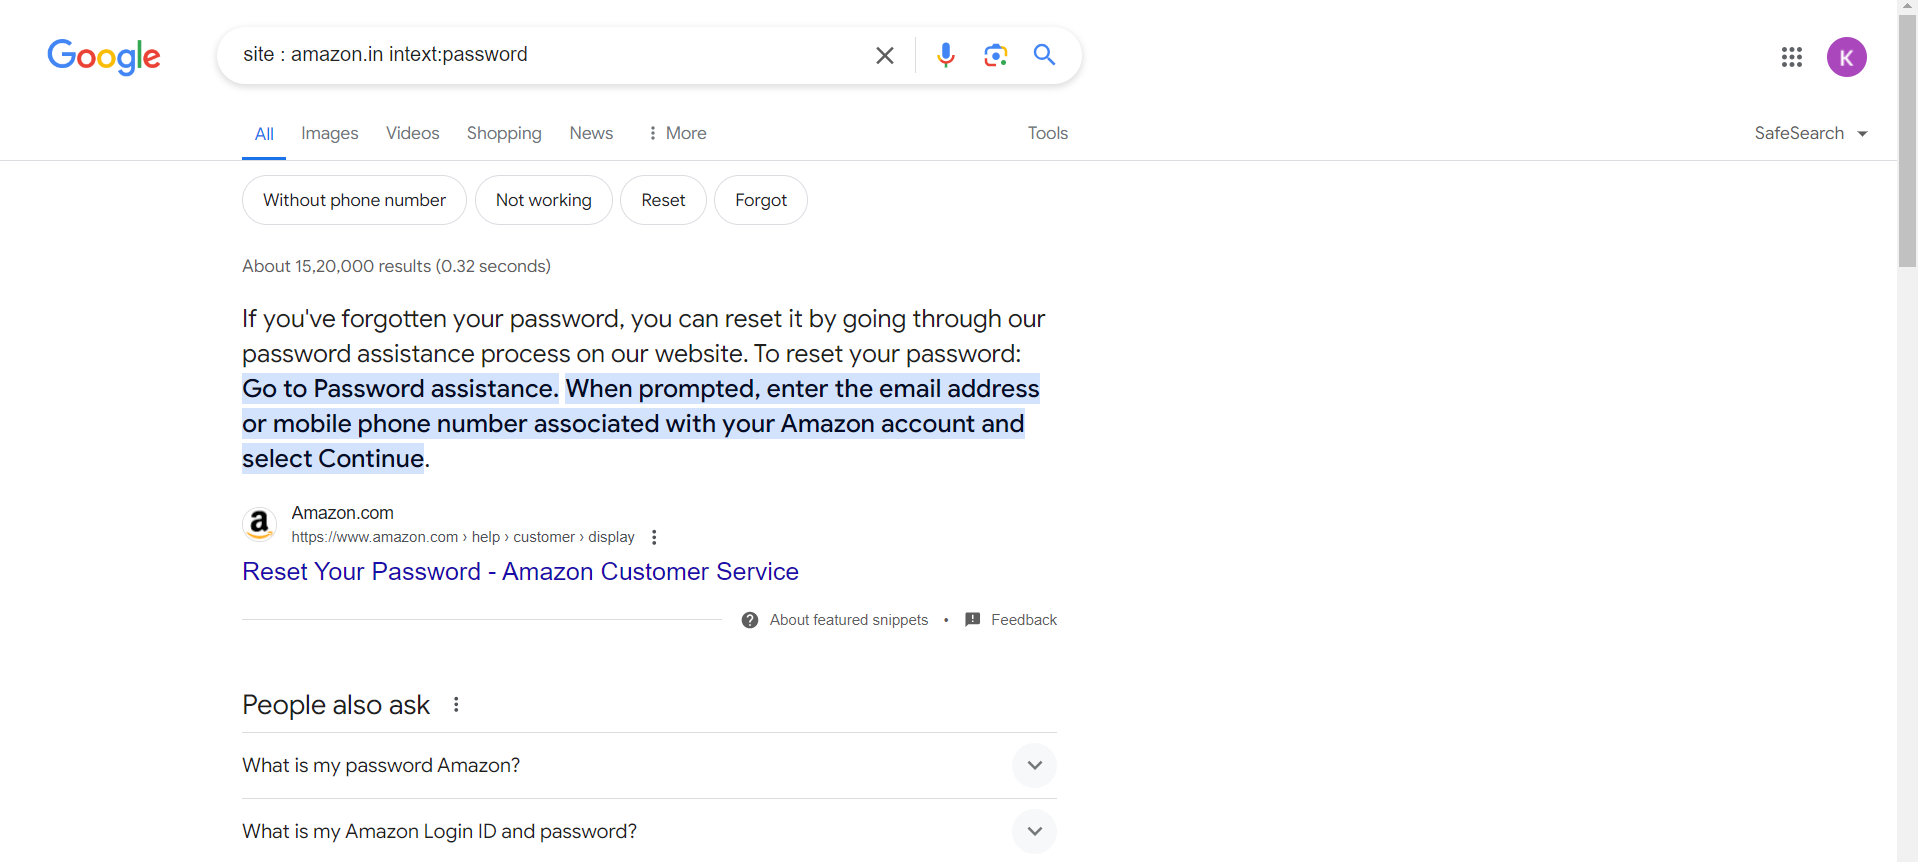 Google
site : amazon.in intext:password
K
All Images Videos Shopping News More Tools SafeSearch
Without phone number Not working Reset Forgot
About 15,20,000 results (0.32 seconds)
If you've forgotten your password, you can reset it by going through our
password assistance process on our website. To reset your password:
Go to Password assistance. When prompted, enter the email address
or mobile phone number associated with your Amazon account and
select Continue.
a
Amazon.com
https://www.amazon.com › help › customer › display
Reset Your Password - Amazon Customer Service
About featured snippets • Feedback
People also ask
What is my password Amazon?
What is my Amazon Login ID and password?